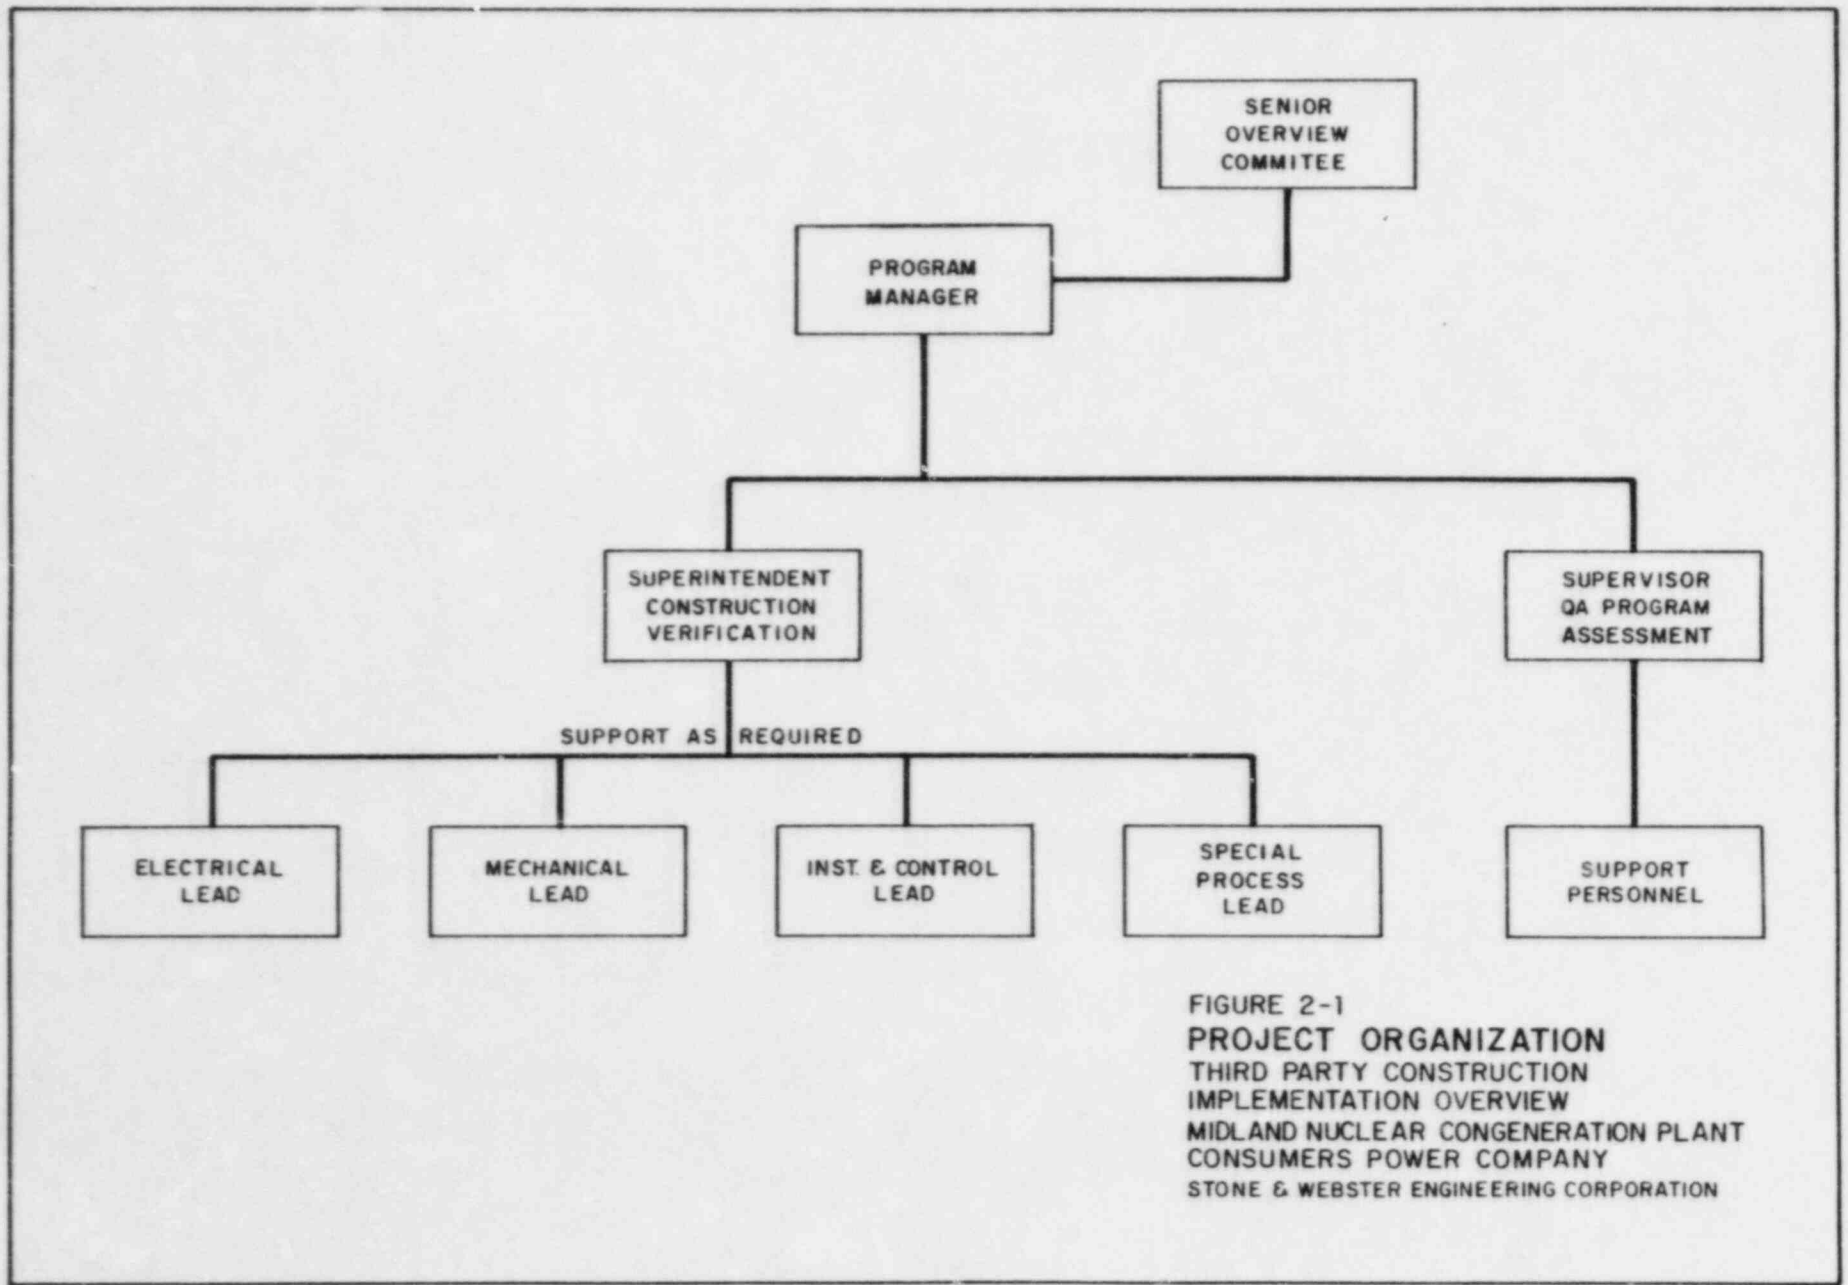 SENIOR
OVERVIEW
COMMITEE
PROGRAM
MANAGER
SUPERINTENDENT
CONSTRUCTION
VERIFICATION
SUPERVISOR
QA PROGRAM
ASSESSMENT
SUPPORT AS REQUIRED
ELECTRICAL
LEAD
MECHANICAL
LEAD
INST. & CONTROL
LEAD
SPECIAL
PROCESS
LEAD
SUPPORT
PERSONNEL
FIGURE 2-1
PROJECT ORGANIZATION
THIRD PARTY CONSTRUCTION
IMPLEMENTATION OVERVIEW
MIDLAND NUCLEAR CONGENERATION PLANT
CONSUMERS POWER COMPANY
STONE & WEBSTER ENGINEERING CORPORATION